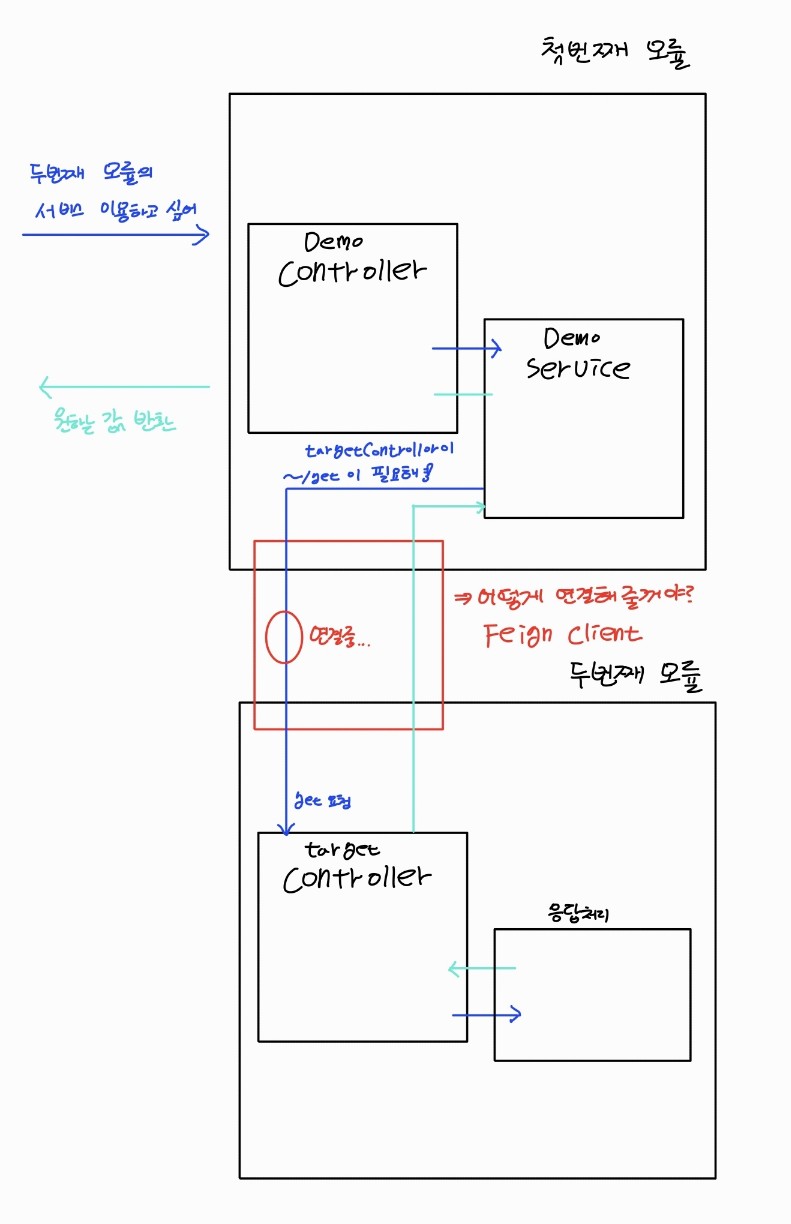 첫번째 모듈
두번째 모듈의
서비스 이용하고 싶어
Demo
Controller
Demo
Service
원하는 값 반환
targetControll아이
~/get 이 필요해
⇒ 어떻게 연결해 줄꺼야?
Feign Client
연결중...
두번째 모듈
get 요청
target
Controller
응답처리